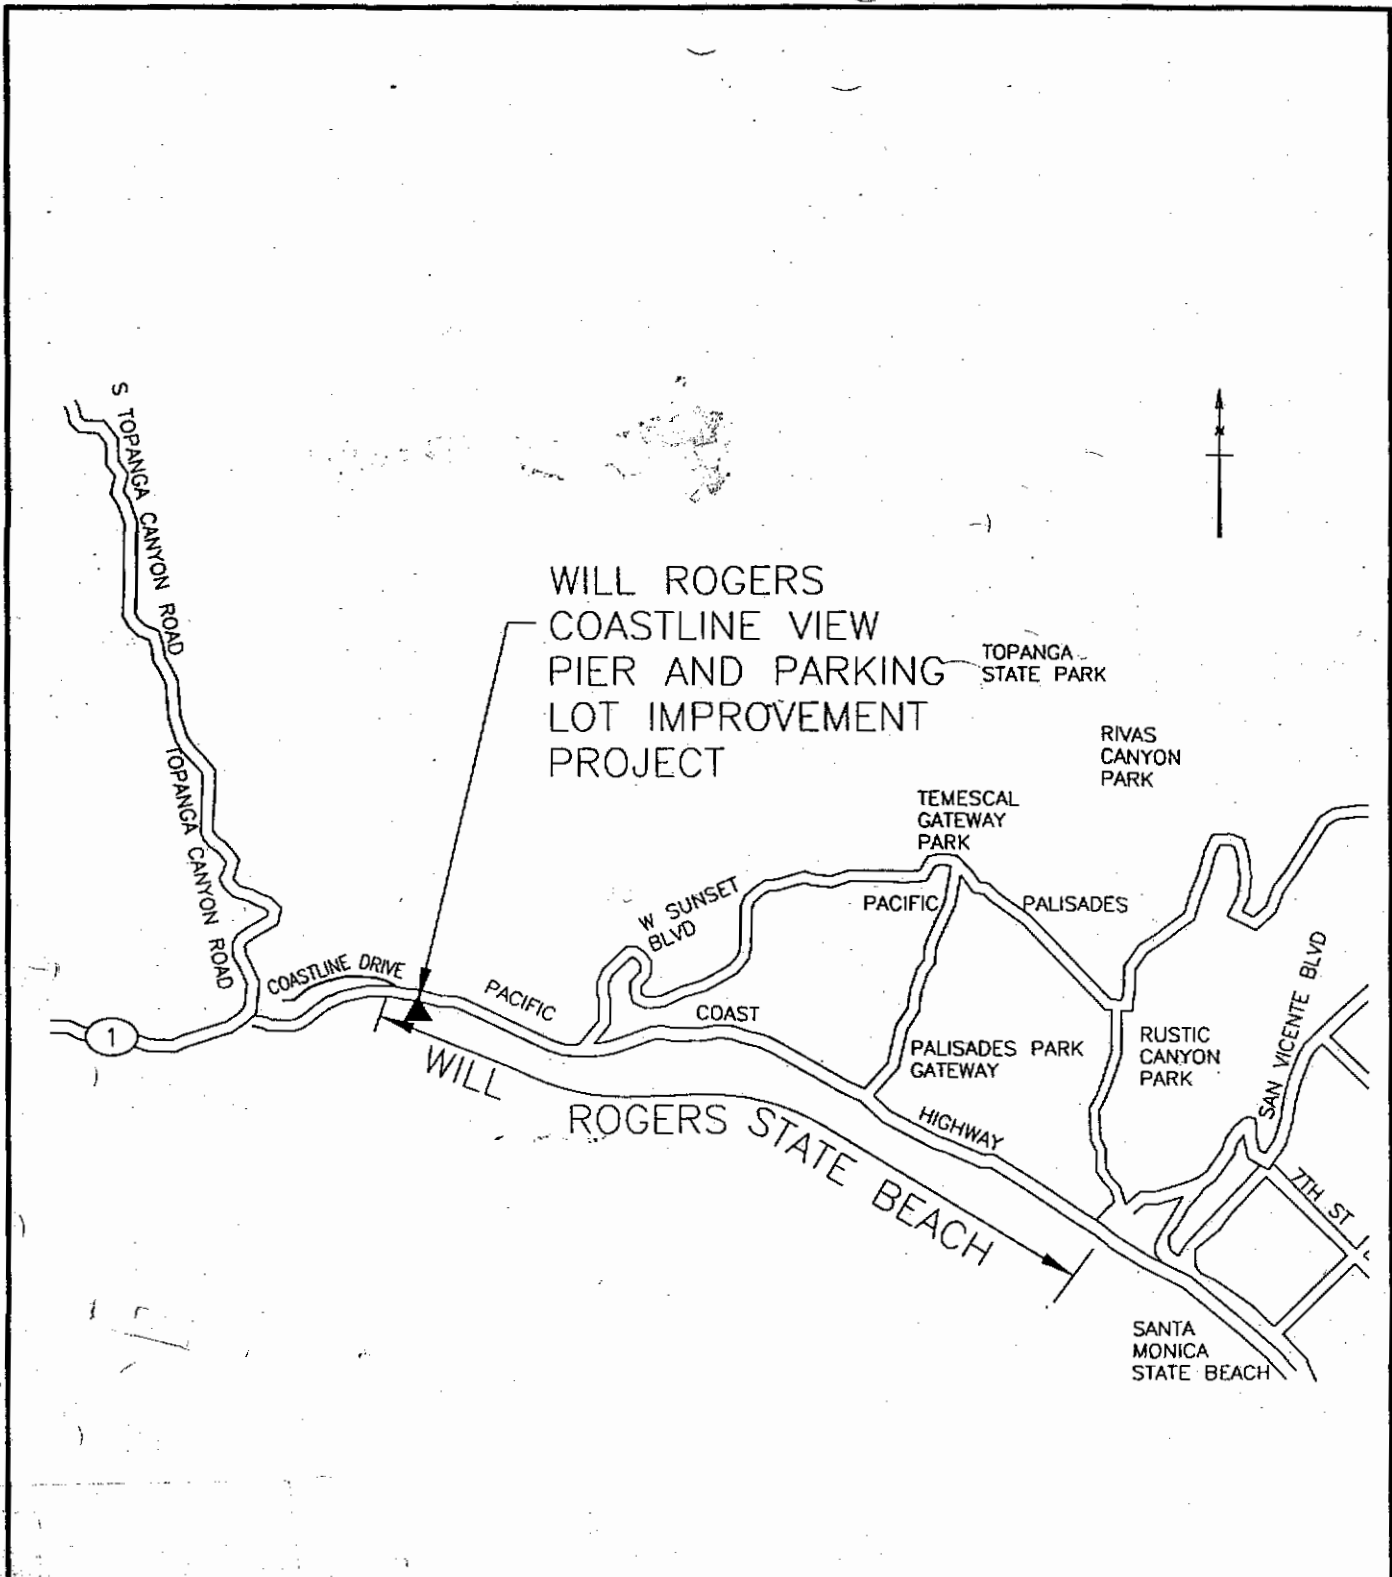 S TOPANGA CANYON ROAD
WILL ROGERS
COASTLINE VIEW
PIER AND PARKING
LOT IMPROVEMENT
PROJECT
TOPANGA
STATE PARK
RIVAS
CANYON
PARK
TOPANGA CANYON ROAD
TEMESCAL
GATEWAY
PARK
W SUNSET
BLVD
PACIFIC
PALISADES
COASTLINE DRIVE
PACIFIC
COAST
1
PALISADES PARK
GATEWAY
RUSTIC
CANYON
PARK
SAN VICENTE BLVD
HIGHWAY
WILL
ROGERS STATE BEACH
7TH ST
SANTA
MONICA
STATE BEACH